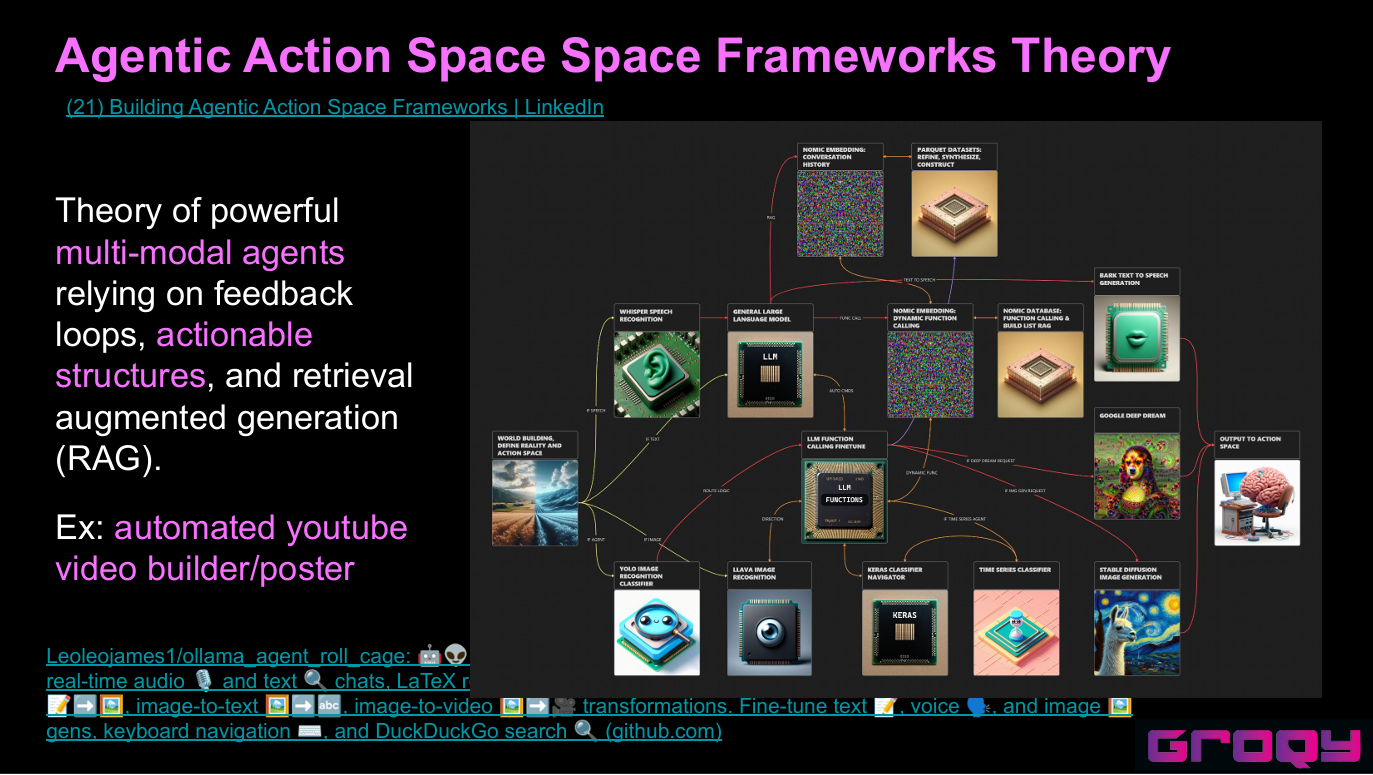 Agentic Action Space Space Frameworks Theory
(21) Building Agentic Action Space Frameworks | LinkedIn
Theory of powerful
multi-modal agents
relying on feedback
loops, actionable
structures, and retrieval
augmented generation
(RAG).
Ex: automated youtube
video builder/poster
NOMIC EMBEDDING:
CONVERSATION
HISTORY
PARQUET DATASETS:
REFINE, SYNTHESIZE,
CONSTRUCT
RAG
TEXT TO SPEECH
BARK TEXT TO SPEECH
GENERATION
WHISPER SPEECH
RECOGNITION
GENERAL LARGE
LANGUAGE MODEL
LLM
FUNC CALL
NOMIC EMBEDDING:
DYNAMIC FUNCTION
CALLING
NOMIC DATABASE:
FUNCTION CALLING &
BUILD LIST RAG
AUTO CMDS
IF SPEECH
IF TEXT
GOOGLE DEEP DREAM
WORLD BUILDING,
DEFINE REALITY AND
ACTION SPACE
LLM FUNCTION
CALLING FINETUNE
LLM
FUNCTIONS
OUTPUT TO ACTION
SPACE
IF DEEP DREAM REQUEST
DYNAMIC FUNC
ROUTE LOGIC
IF IMG GEN REQUEST
DIRECTION
IF TIME SERIES AGENT
IF AGENT
IF IMAGE
YOLO IMAGE
RECOGNITION
CLASSIFIER
LLAVA IMAGE
RECOGNITION
KERAS CLASSIFIER
NAVIGATOR
KERAS
TIME SERIES CLASSIFIER
STABLE DIFFUSION
IMAGE GENERATION
Leoleojames1/ollama_agent_roll_cage: 🤖👽
real-time audio 🎙️ and text 🔍 chats, LaTeX r
📝➡️🖼️, image-to-text 🖼️➡️🔤, image-to-video 🖼️➡️🎥 transformations. Fine-tune text 📝, voice 🗣️, and image 🖼️
gens, keyboard navigation ⌨️, and DuckDuckGo search 🔍 (github.com)
GROQY